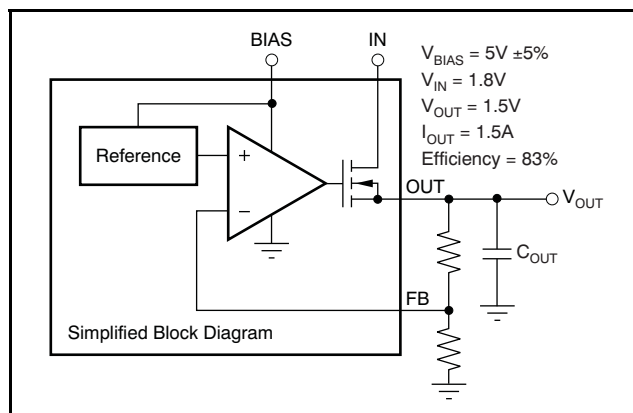 BIAS
IN
V_BIAS = 5V ±5%
V_IN = 1.8V
V_OUT = 1.5V
I_OUT = 1.5A
Efficiency = 83%
Reference
+
−
OUT
V_OUT
C_OUT
FB
Simplified Block Diagram